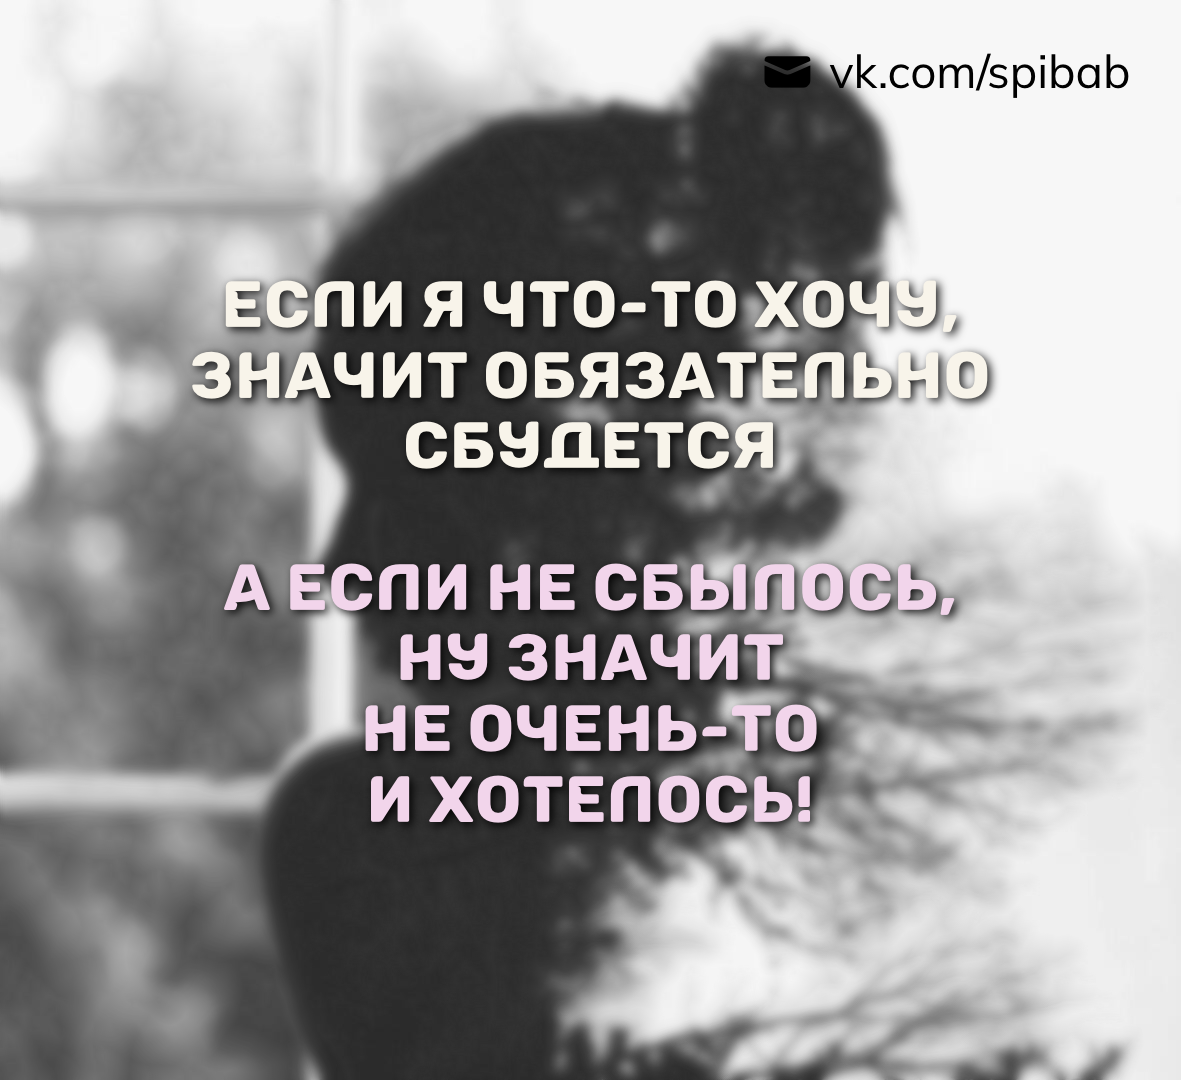 vk.com/spibab
ЕСЛИ Я ЧТО-ТО ХОЧУ,
ЗНАЧИТ ОБЯЗАТЕЛЬНО
СБУДЕТСЯ
А ЕСЛИ НЕ СБЫЛОСЬ,
НУ ЗНАЧИТ
НЕ ОЧЕНЬ-ТО
И ХОТЕЛОСЬ!